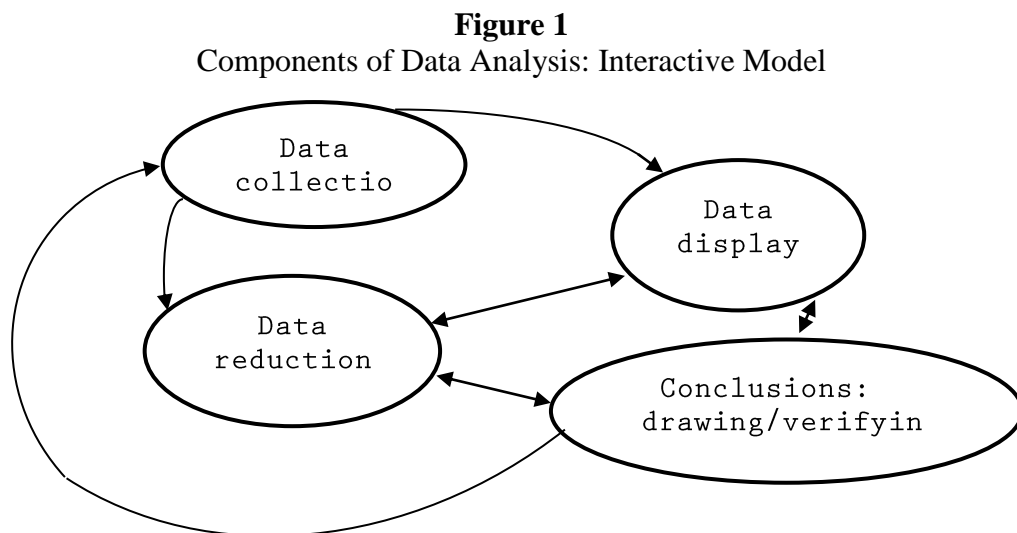 Figure 1
Components of Data Analysis: Interactive Model
Data
collectio
Data
display
Data
reduction
Conclusions:
drawing/verifyin